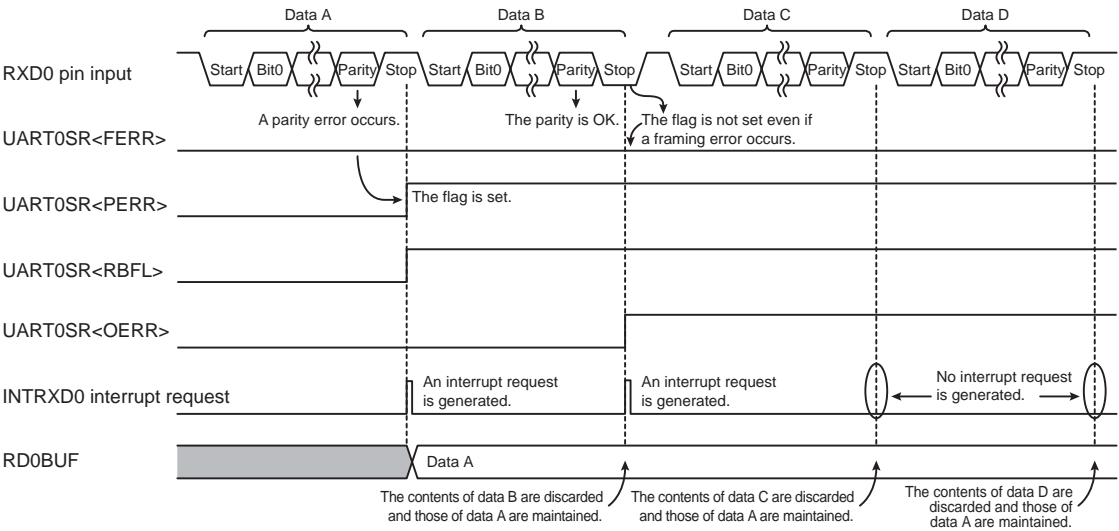 Data A
Data B
Data C
Data D
RXD0 pin input
Start Bit0 Parity Stop Start Bit0 Parity Stop Start Bit0 Parity Stop Start Bit0 Parity Stop
A parity error occurs.
The parity is OK.
The flag is not set even if
a framing error occurs.
UART0SR<FERR>
UART0SR<PERR>
The flag is set.
UART0SR<RBFL>
UART0SR<OERR>
INTRXD0 interrupt request
An interrupt request
is generated.
An interrupt request
is generated.
No interrupt request
is generated.
RD0BUF
Data A
The contents of data B are discarded
and those of data A are maintained.
The contents of data C are discarded
and those of data A are maintained.
The contents of data D are
discarded and those of
data A are maintained.